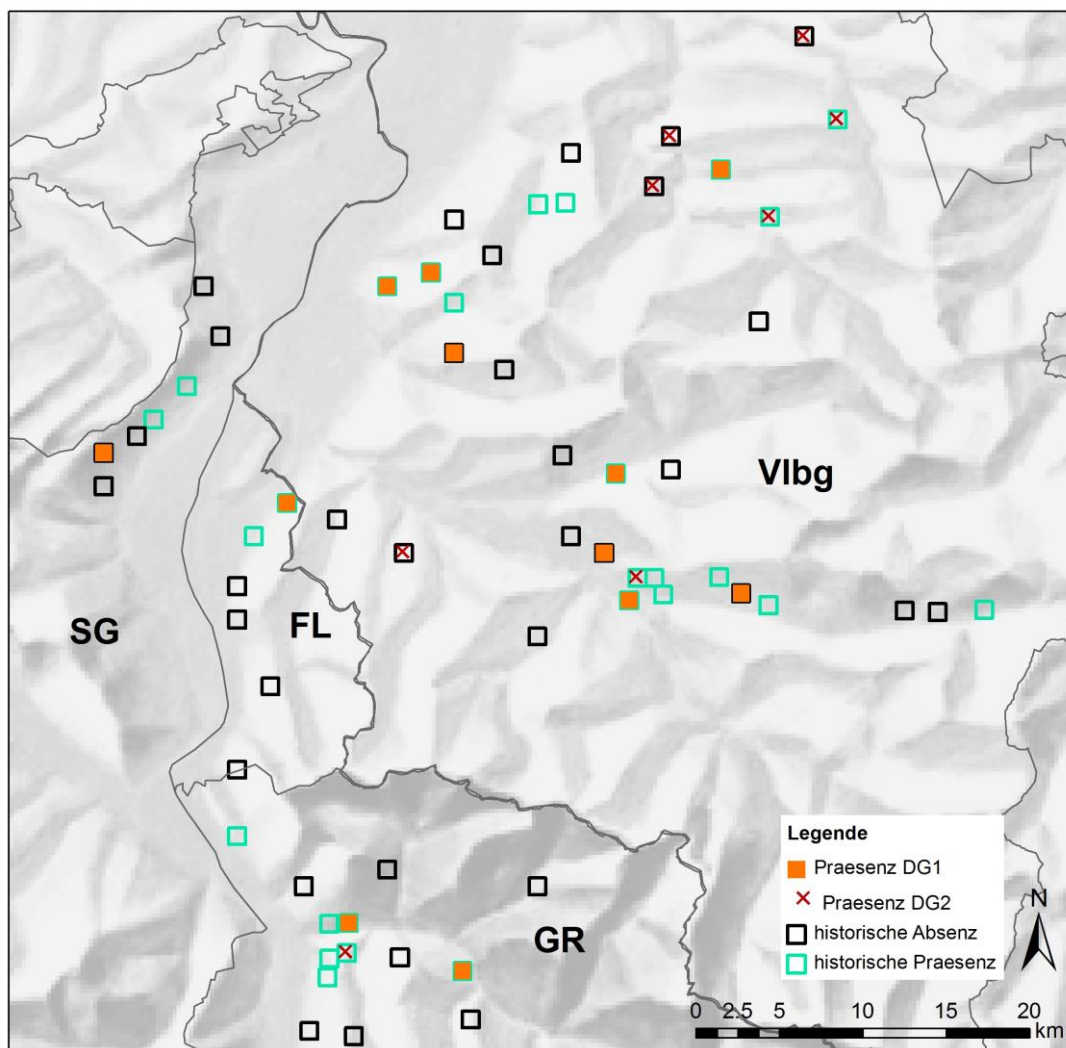 Vlbg
SG
FL
GR
Legende
Praesenz DG1
Praesenz DG2
historische Absenz
historische Praesenz
N
0 2.5 5 10 15 20
km